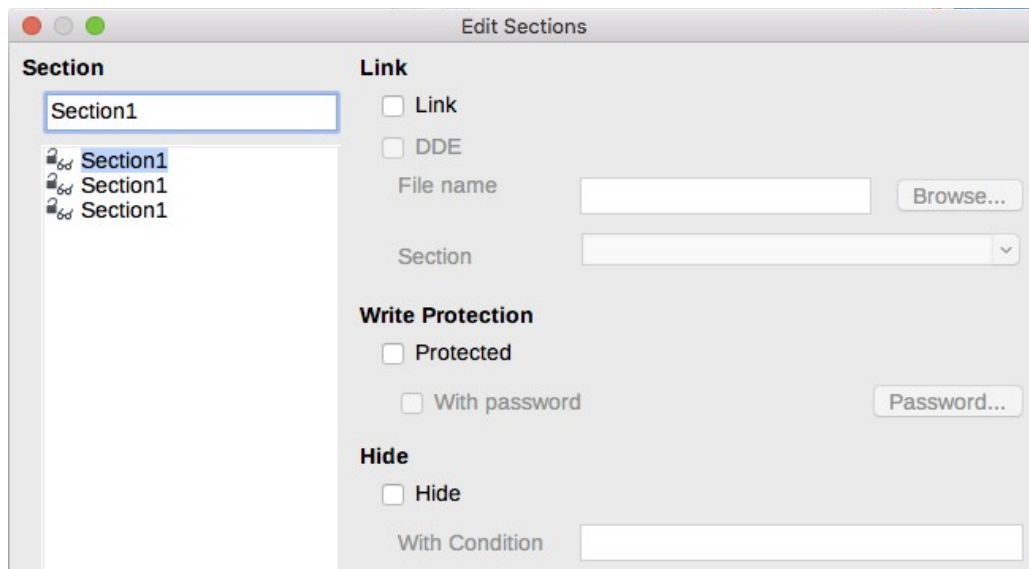 Edit Sections
Section
Section1
Section1
Section1
Section1
Link
Link
DDE
File name
Browse...
Section
Write Protection
Protected
With password
Password...
Hide
Hide
With Condition